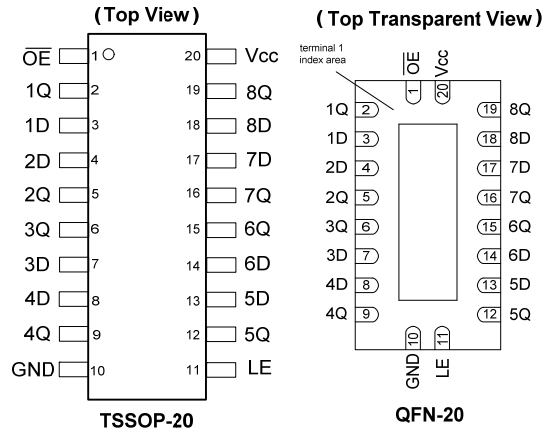 (Top View)
OE 1 20 Vcc
1Q 2 19 8Q
1D 3 18 8D
2D 4 17 7D
2Q 5 16 7Q
3Q 6 15 6Q
3D 7 14 6D
4D 8 13 5D
4Q 9 12 5Q
GND 10 11 LE
TSSOP-20
(Top Transparent View)
terminal 1
index area
OE Vcc
1 20
1Q 2 19 8Q
1D 3 18 8D
2D 4 17 7D
2Q 5 16 7Q
3Q 6 15 6Q
3D 7 14 6D
4D 8 13 5D
4Q 9 12 5Q
10 11
GND LE
QFN-20